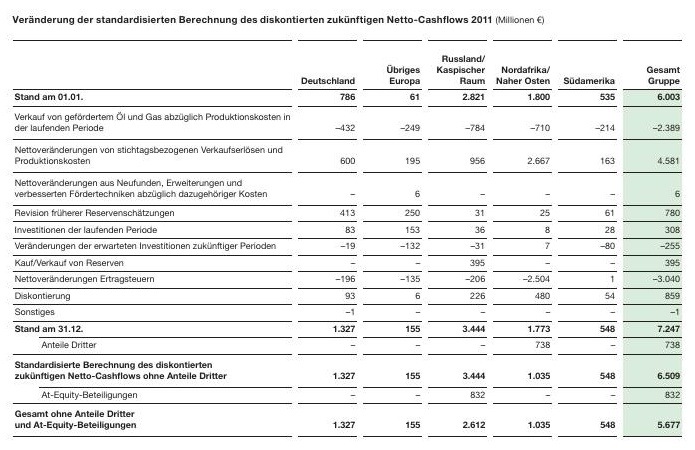 Veränderung der standardisierten Berechnung des diskontierten zukünftigen Netto-Cashflows 2011 (Millionen €)
Deutschland Übriges Europa Russland/ Kaspischer Raum Nordafrika/ Naher Osten Südamerika Gesamt Gruppe
Stand am 01.01. 786 61 2.821 1.800 535 6.003
Verkauf von gefördertem Öl und Gas abzüglich Produktionskosten in
der laufenden Periode –432 –249 –784 –710 –214 –2.389
Nettoveränderungen von stichtagsbezogenen Verkaufserlösen und
Produktionskosten 600 195 956 2.667 163 4.581
Nettoveränderungen aus Neufunden, Erweiterungen und
verbesserten Fördertechniken abzüglich dazugehöriger Kosten – 6 – – – 6
Revision früherer Reservenschätzungen 413 250 31 25 61 780
Investitionen der laufenden Periode 83 153 36 8 28 308
Veränderungen der erwarteten Investitionen zukünftiger Perioden –19 –132 –31 7 –80 –255
Kauf/Verkauf von Reserven – – 395 – – 395
Nettoveränderungen Ertragsteuern –196 –135 –206 –2.504 1 –3.040
Diskontierung 93 6 226 480 54 859
Sonstiges –1 – – – – –1
Stand am 31.12. 1.327 155 3.444 1.773 548 7.247
Anteile Dritter – – – 738 – 738
Standardisierte Berechnung des diskontierten
zukünftigen Netto-Cashflows ohne Anteile Dritter 1.327 155 3.444 1.035 548 6.509
At-Equity-Beteiligungen – – 832 – – 832
Gesamt ohne Anteile Dritter
und At-Equity-Beteiligungen 1.327 155 2.612 1.035 548 5.677